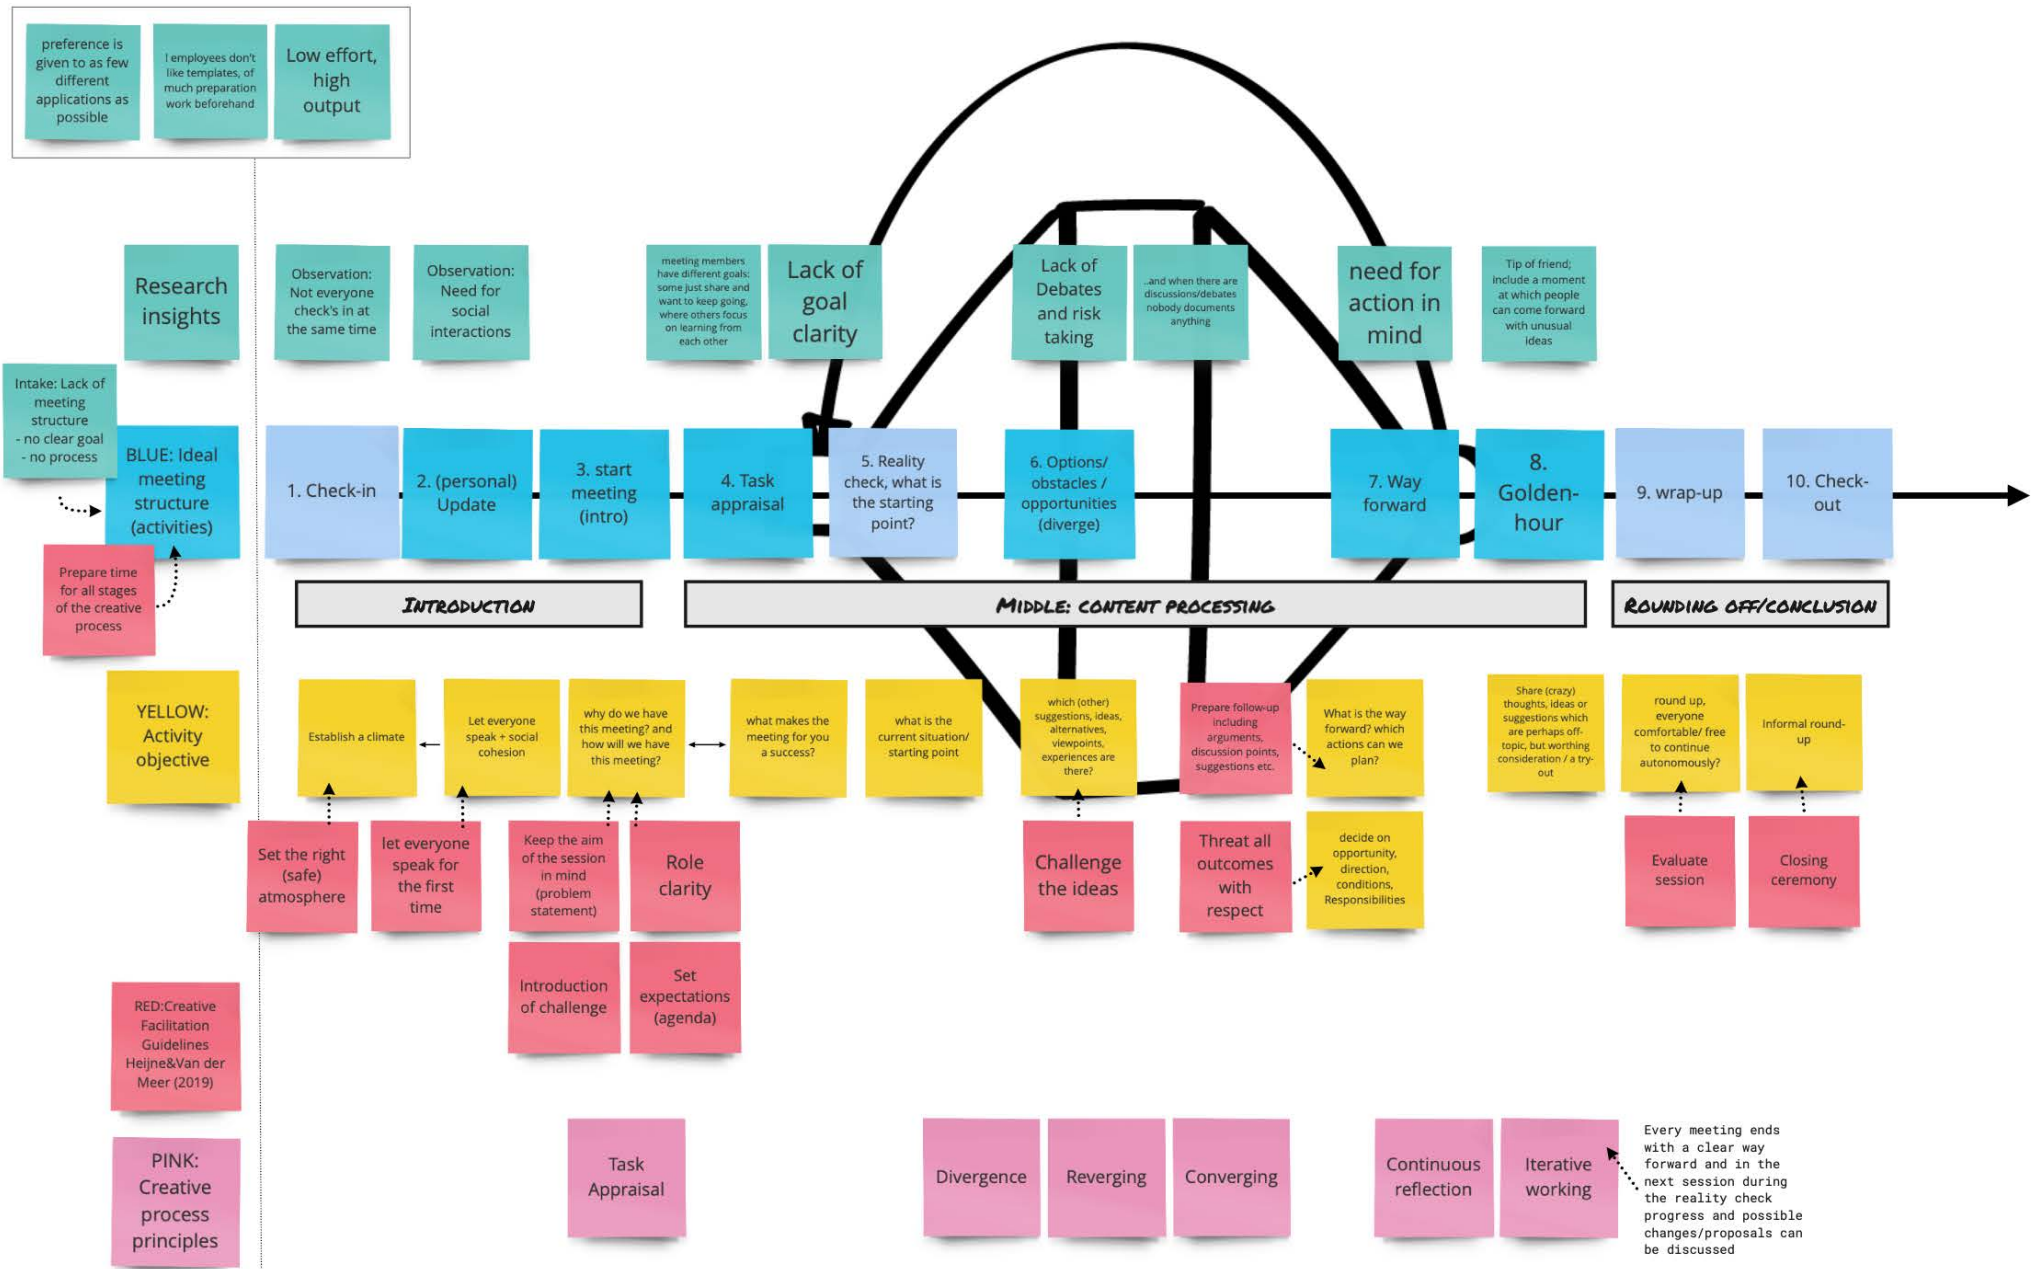 preference is
given to as few
different
applications as
possible
! employees don't
like templates, of
much preparation
work beforehand
Low effort,
high
output
Research
insights
Observation:
Not everyone
check's in at
the same time
Observation:
Need for
social
interactions
meeting members
have different goals:
some just share and
want to keep going,
where others focus
on learning from
each other
Lack of
goal
clarity
Lack of
Debates
and risk
taking
..and when there are
discussions/debates
nobody documents
anything
need for
action in
mind
Tip of friend;
include a moment
at which people
can come forward
with unusual
ideas
Intake: Lack of
meeting
structure
- no clear goal
- no process
BLUE: Ideal
meeting
structure
(activities)
1. Check-in
2. (personal)
Update
3. start
meeting
(intro)
4. Task
appraisal
5. Reality
check, what is
the starting
point?
6. Options/
obstacles /
opportunities
(diverge)
7. Way
forward
8.
Golden-
hour
9. wrap-up
10. Check-
out
Prepare time
for all stages
of the creative
process
INTRODUCTION
MIDDLE: CONTENT PROCESSING
ROUNDING OFF/CONCLUSION
YELLOW:
Activity
objective
Establish a climate
Let everyone
speak + social
cohesion
why do we have
this meeting? and
how will we have
this meeting?
what makes the
meeting for you
a success?
what is the
current situation/
starting point
which (other)
suggestions, ideas,
alternatives,
viewpoints,
experiences are
there?
Prepare follow-up
including
arguments,
discussion points,
suggestions etc.
What is the way
forward? which
actions can we
plan?
Share (crazy)
thoughts, ideas or
suggestions which
are perhaps off-
topic, but worthing
consideration / a try-
out
round up,
everyone
comfortable/ free
to continue
autonomously?
Informal round-
up
Set the right
(safe)
atmosphere
let everyone
speak for
the first
time
Keep the aim
of the session
in mind
(problem
statement)
Role
clarity
Challenge
the ideas
Threat all
outcomes
with
respect
decide on
opportunity,
direction,
conditions,
Responsibilities
Evaluate
session
Closing
ceremony
Introduction
of challenge
Set
expectations
(agenda)
RED:Creative
Facilitation
Guidelines
Heijne&Van der
Meer (2019)
PINK:
Creative
process
principles
Task
Appraisal
Divergence
Reverging
Converging
Continuous
reflection
Iterative
working
Every meeting ends
with a clear way
forward and in the
next session during
the reality check
progress and possible
changes/proposals can
be discussed